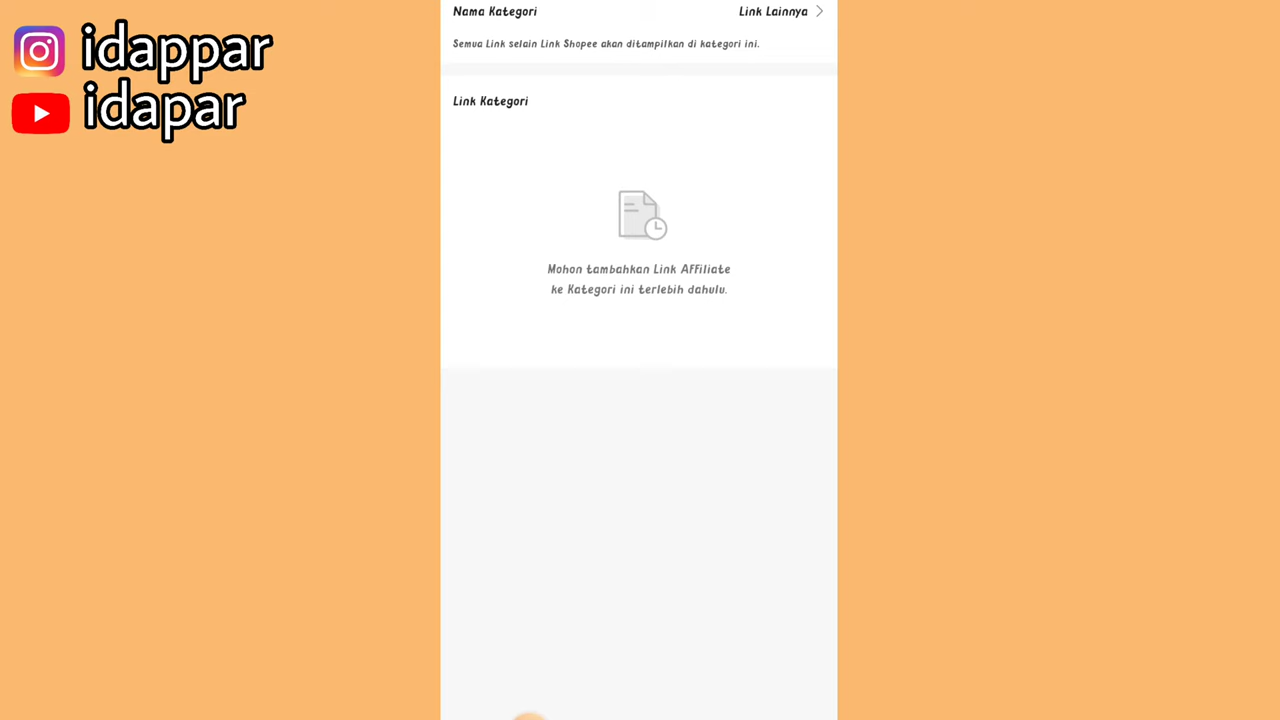 idappar
idapar
Nama Kategori
Link Lainnya
Semua Link selain Link Shopee akan ditampilkan di kategori ini.
Link Kategori
Mohon tambahkan Link Affiliate
ke Kategori ini terlebih dahulu.